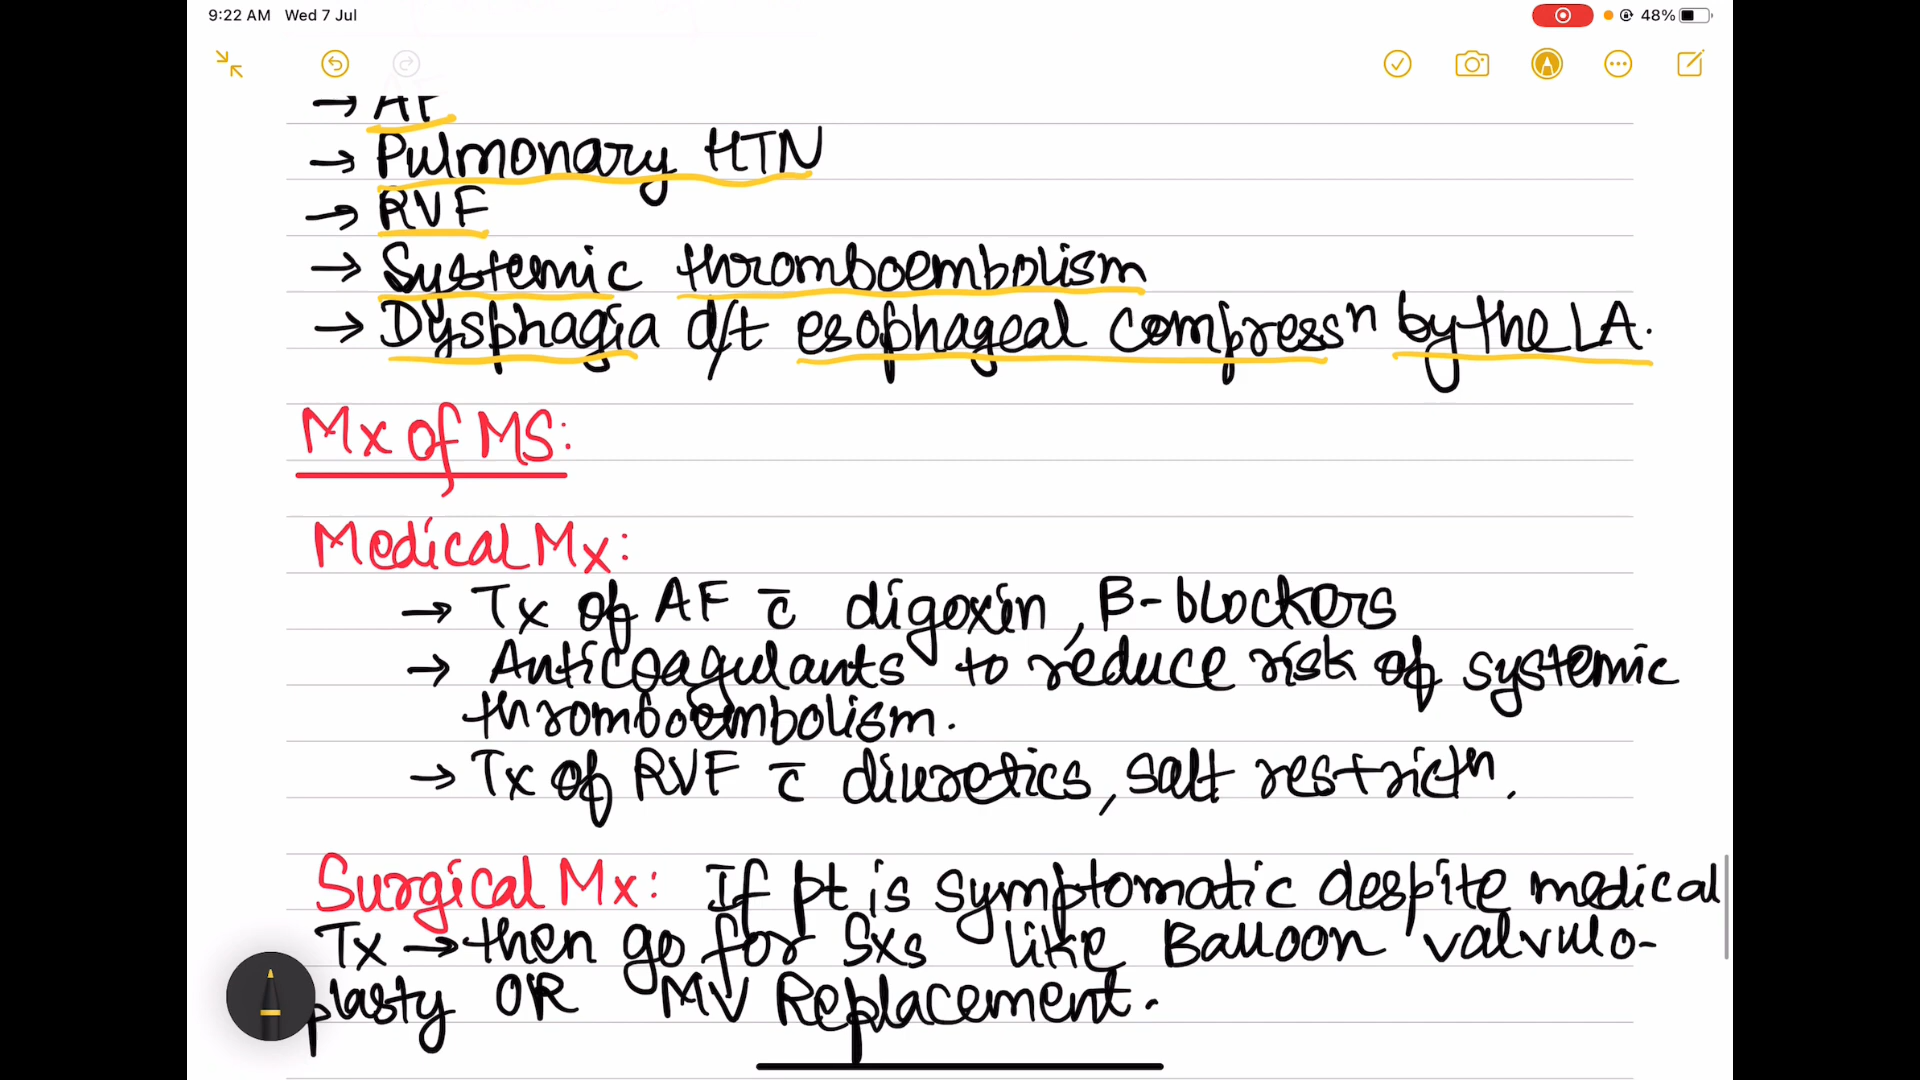 9:22 AM Wed 7 Jul
48%
→ AF
→ Pulmonary HTN
→ RVF
→ Systemic thromboembolism
→ Dysphagia d/t esophageal compressⁿ by the LA.
Mx of MS:
Medical Mx:
→ Tx of AF c̄ digoxin, B-blockers
→ Anticoagulants to reduce risk of systemic
thromboembolism.
→ Tx of RVF c̄ diuretics, salt restrictⁿ.
Surgical Mx: If pt is symptomatic despite medical
Tx → then go for Sxs like Balloon valvulo-
plasty OR MV Replacement.